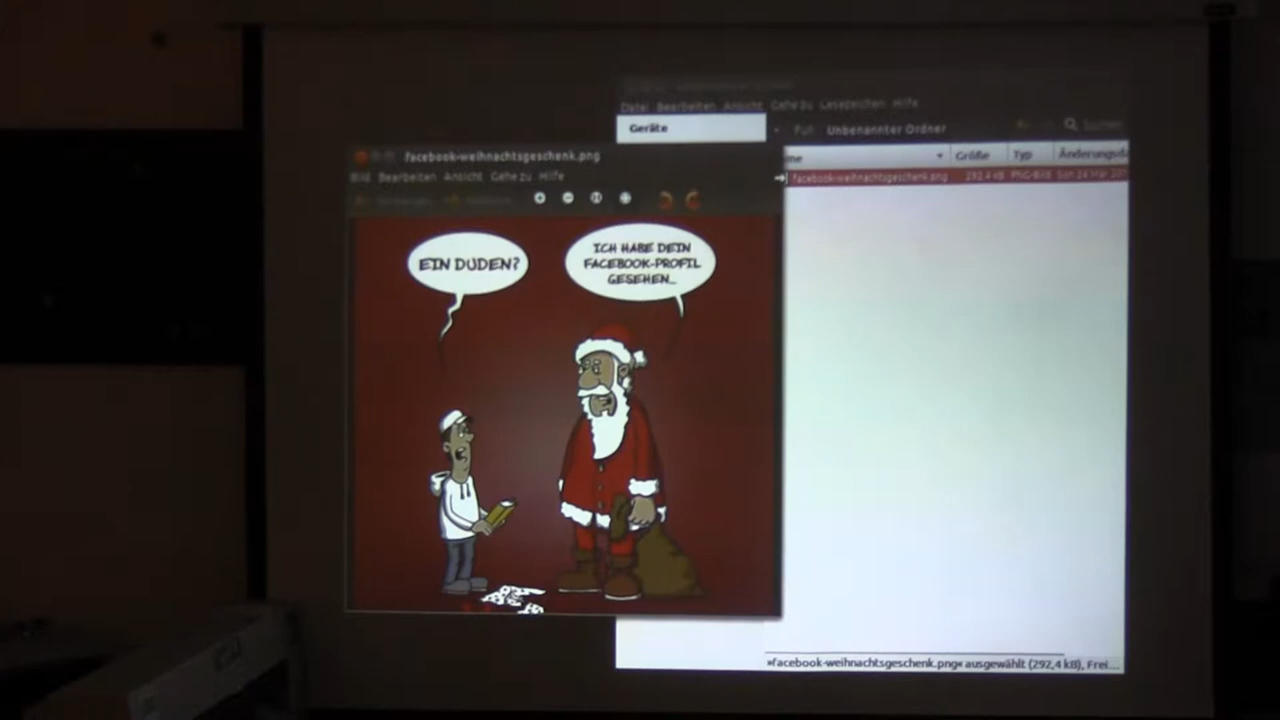 Datei Bearbeiten Ansicht Gehe zu Lesezeichen Hilfe
Geräte
Unbenannter Ordner
Suchen
facebook-weihnachtsgeschenk.png
Bild Bearbeiten Ansicht Gehe zu Hilfe
Größe Typ
facebook-weihnachtsgeschenk.png 292,4 kB PNG-Bild
EIN DUDEN?
ICH HABE DEIN
FACEBOOK-PROFIL
GESEHEN...
»facebook-weihnachtsgeschenk.png« ausgewählt (292,4 kB), Frei...